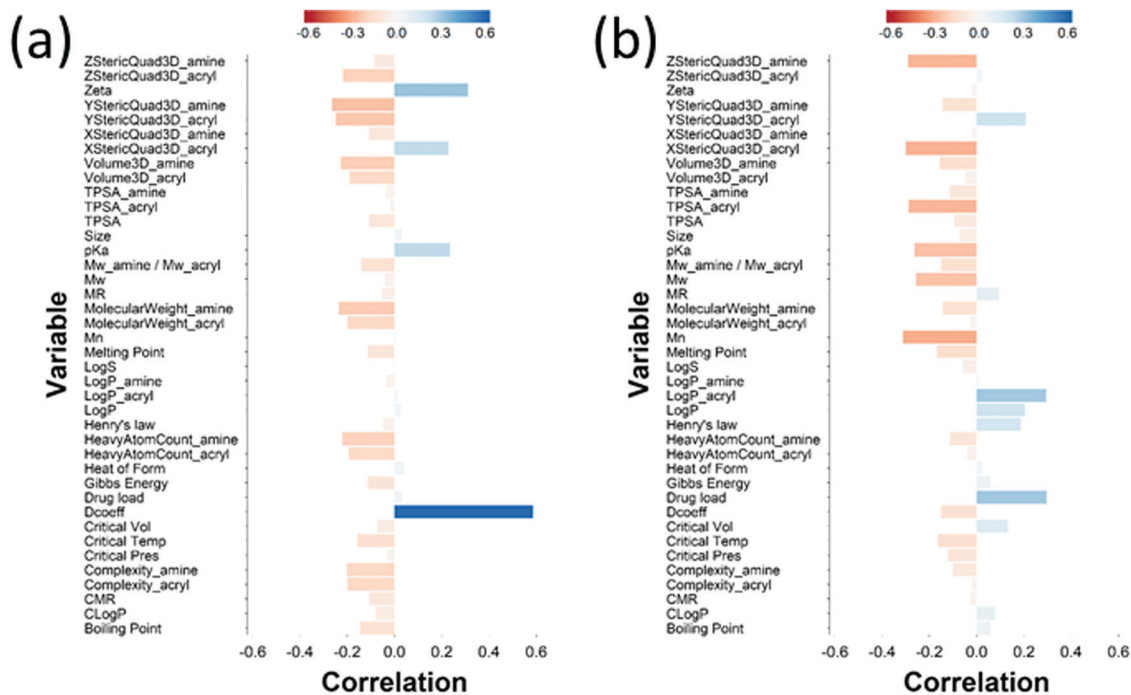 (a)
-0.6 -0.3 0.0 0.3 0.6
Variable
ZStericQuad3D_amine
ZStericQuad3D_acryl
Zeta
YStericQuad3D_amine
YStericQuad3D_acryl
XStericQuad3D_amine
XStericQuad3D_acryl
Volume3D_amine
Volume3D_acryl
TPSA_amine
TPSA_acryl
TPSA
Size
pKa
Mw_amine / Mw_acryl
Mw
MR
MolecularWeight_amine
MolecularWeight_acryl
Mn
Melting Point
LogS
LogP_amine
LogP_acryl
LogP
Henry's law
HeavyAtomCount_amine
HeavyAtomCount_acryl
Heat of Form
Gibbs Energy
Drug load
Dcoeff
Critical Vol
Critical Temp
Critical Pres
Complexity_amine
Complexity_acryl
CMR
CLogP
Boiling Point
-0.6 -0.4 -0.2 0.0 0.2 0.4 0.6
Correlation
(b)
-0.6 -0.3 0.0 0.3 0.6
Variable
ZStericQuad3D_amine
ZStericQuad3D_acryl
Zeta
YStericQuad3D_amine
YStericQuad3D_acryl
XStericQuad3D_amine
XStericQuad3D_acryl
Volume3D_amine
Volume3D_acryl
TPSA_amine
TPSA_acryl
TPSA
Size
pKa
Mw_amine / Mw_acryl
Mw
MR
MolecularWeight_amine
MolecularWeight_acryl
Mn
Melting Point
LogS
LogP_amine
LogP_acryl
LogP
Henry's law
HeavyAtomCount_amine
HeavyAtomCount_acryl
Heat of Form
Gibbs Energy
Drug load
Dcoeff
Critical Vol
Critical Temp
Critical Pres
Complexity_amine
Complexity_acryl
CMR
CLogP
Boiling Point
-0.6 -0.4 -0.2 0.0 0.2 0.4 0.6
Correlation